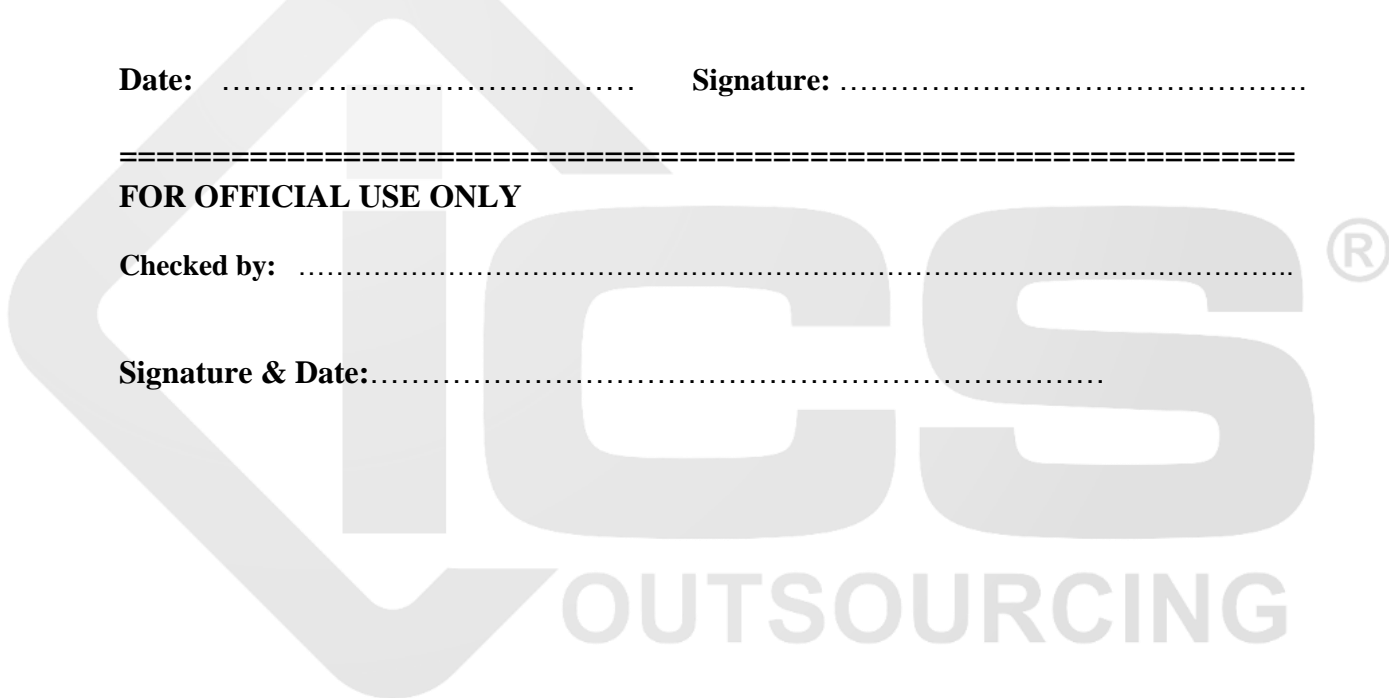 Date: ………………………………… Signature: ……………………………………….
===============================================================
FOR OFFICIAL USE ONLY
Checked by: ……………………………………………………………………………………..
Signature & Date:………………………………………………………………
iCS ®
OUTSOURCING